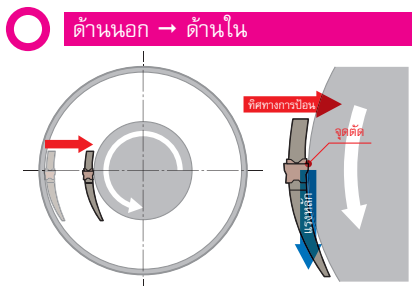 ด้านนอก → ด้านใน
ทิศทางการป้อน
จุดตัด
แรงหลัก